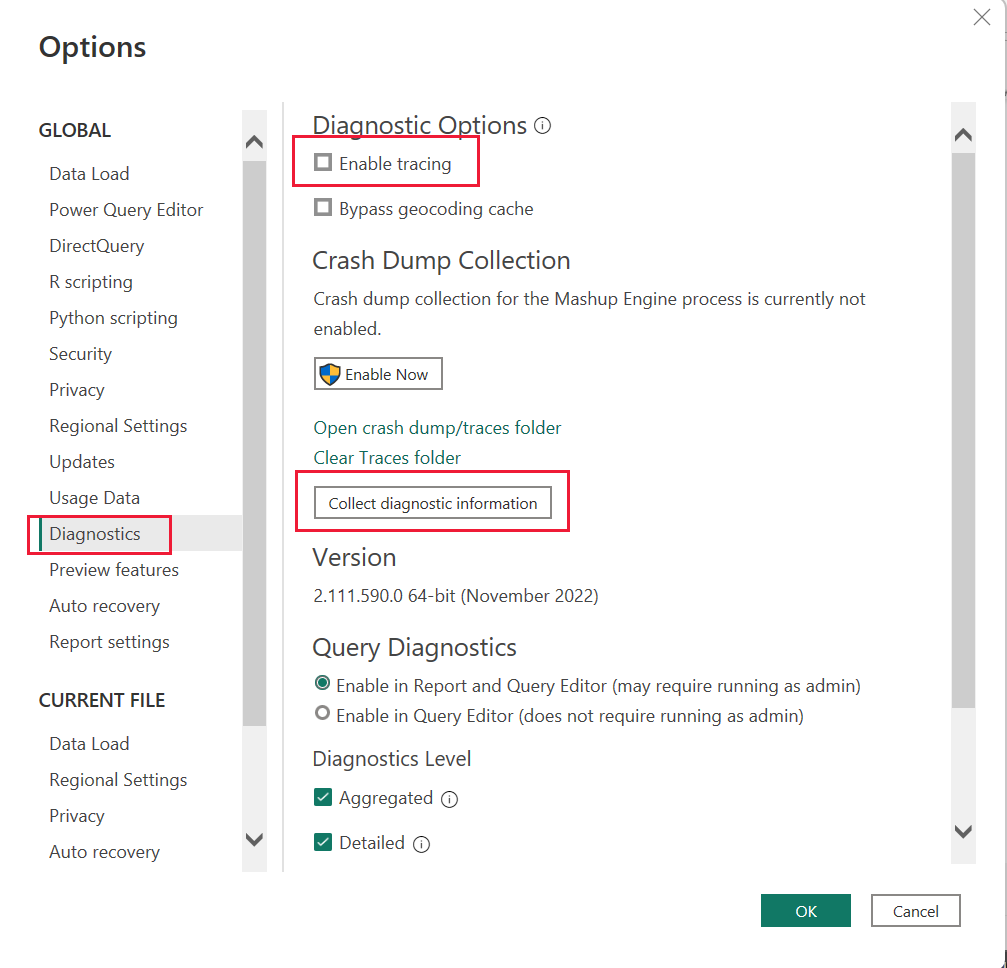 Options
GLOBAL
Data Load
Power Query Editor
DirectQuery
R scripting
Python scripting
Security
Privacy
Regional Settings
Updates
Usage Data
Diagnostics
Preview features
Auto recovery
Report settings
CURRENT FILE
Data Load
Regional Settings
Privacy
Auto recovery
Diagnostic Options
Enable tracing
Bypass geocoding cache
Crash Dump Collection
Crash dump collection for the Mashup Engine process is currently not
enabled.
Enable Now
Open crash dump/traces folder
Clear Traces folder
Collect diagnostic information
Version
2.111.590.0 64-bit (November 2022)
Query Diagnostics
Enable in Report and Query Editor (may require running as admin)
Enable in Query Editor (does not require running as admin)
Diagnostics Level
Aggregated
Detailed
OK
Cancel